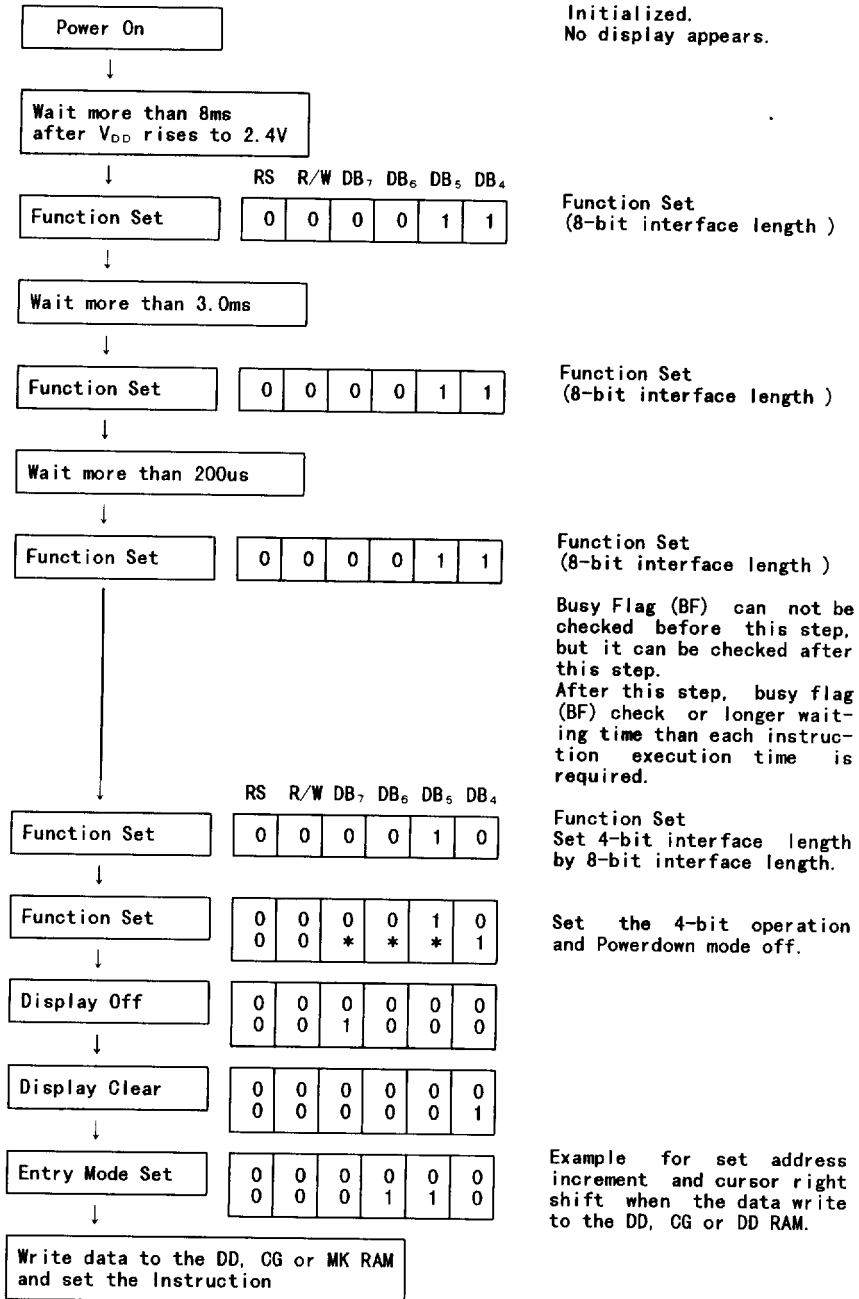 Power On
Initialized.
No display appears.
↓
Wait more than 8ms
after V_DD rises to 2.4V
↓
RS R/W DB₇ DB₆ DB₅ DB₄
Function Set
0 0 0 0 1 1
Function Set
(8-bit interface length )
↓
Wait more than 3.0ms
↓
Function Set
0 0 0 0 1 1
Function Set
(8-bit interface length )
↓
Wait more than 200us
↓
Function Set
0 0 0 0 1 1
Function Set
(8-bit interface length )
Busy Flag (BF) can not be
checked before this step,
but it can be checked after
this step.
After this step, busy flag
(BF) check or longer wait-
ing time than each instruc-
tion execution time is
required.
↓
RS R/W DB₇ DB₆ DB₅ DB₄
Function Set
0 0 0 0 1 0
Function Set
Set 4-bit interface length
by 8-bit interface length.
↓
Function Set
0 0 0 0 1 0
0 0 * * * 1
Set the 4-bit operation
and Powerdown mode off.
↓
Display Off
0 0 0 0 0 0
0 0 1 0 0 0
↓
Display Clear
0 0 0 0 0 0
0 0 0 0 0 1
↓
Entry Mode Set
0 0 0 0 0 0
0 0 0 1 1 0
Example for set address
increment and cursor right
shift when the data write
to the DD, CG or DD RAM.
↓
Write data to the DD, CG or MK RAM
and set the Instruction